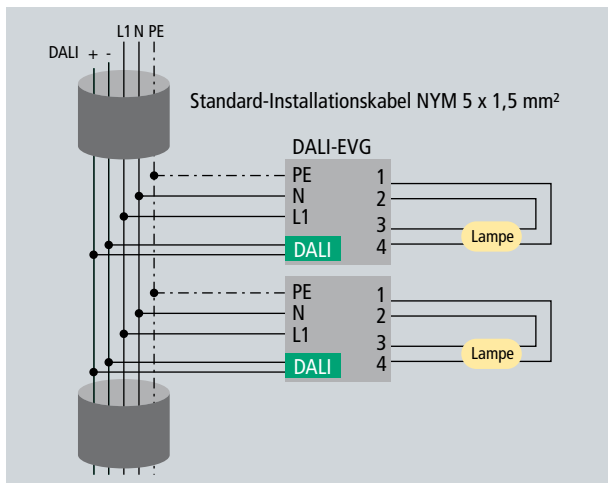 L1 N PE
DALI + -
Standard-Installationskabel NYM 5 x 1,5 mm²
DALI-EVG
PE 1
N 2
L1 3
DALI 4
Lampe
PE 1
N 2
L1 3
DALI 4
Lampe